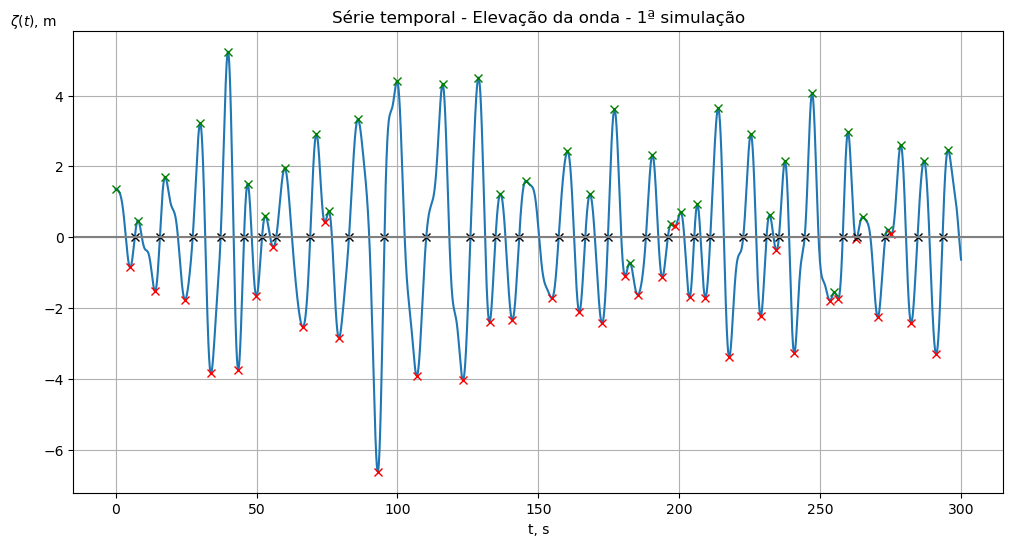 Série temporal - Elevação da onda - 1ª simulação
ζ(t), m
4
2
0
−2
−4
−6
0 50 100 150 200 250 300
t, s